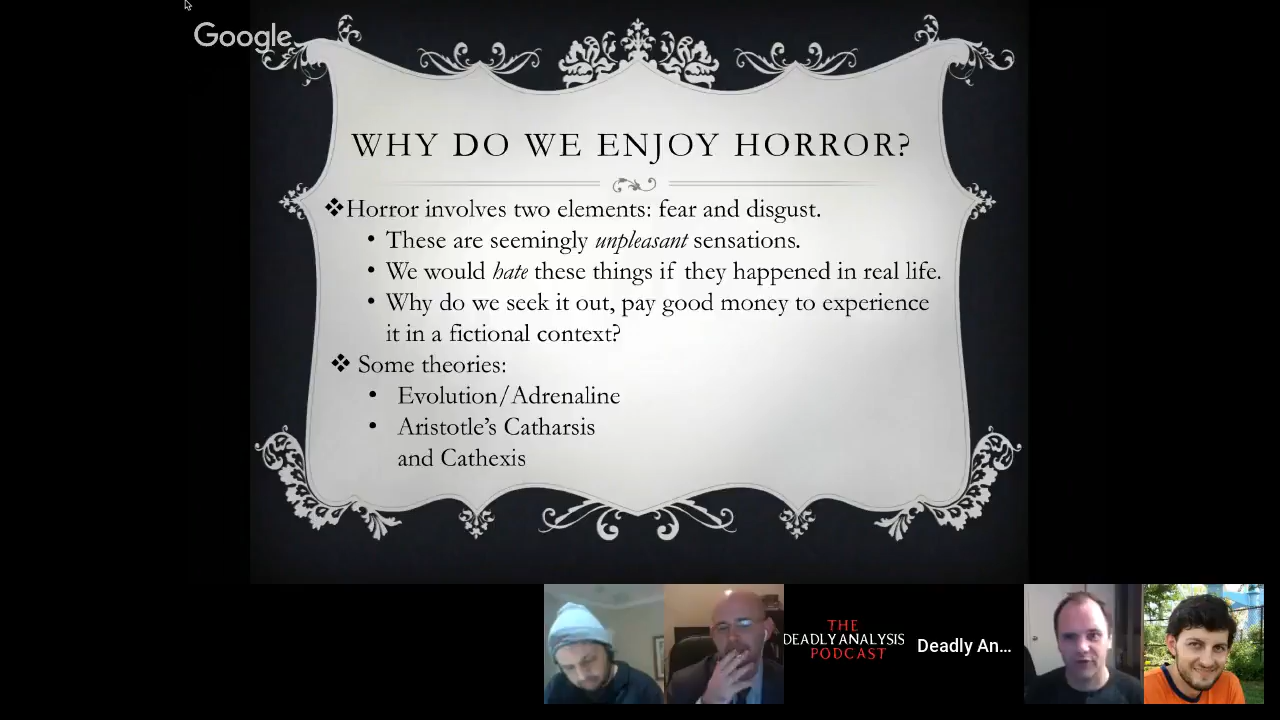 Google
WHY DO WE ENJOY HORROR?
❖Horror involves two elements: fear and disgust.
• These are seemingly unpleasant sensations.
• We would hate these things if they happened in real life.
• Why do we seek it out, pay good money to experience
it in a fictional context?
❖ Some theories:
• Evolution/Adrenaline
• Aristotle’s Catharsis
and Cathexis
THE
DEADLY ANALYSIS
PODCAST
Deadly An...